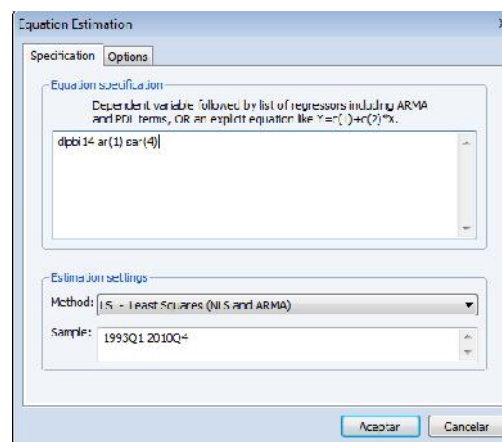 Equation Estimation
Specification Options
Equation specification
Dependent variable followed by list of regressors including ARMA
and PDL terms, OR an explicit equation like Y=c(1)+c(2)*X.
dlpbi14 ar(1) sar(4)
Estimation settings
Method: LS - Least Squares (NLS and ARMA)
Sample: 1993Q1 2010Q4
Aceptar Cancelar